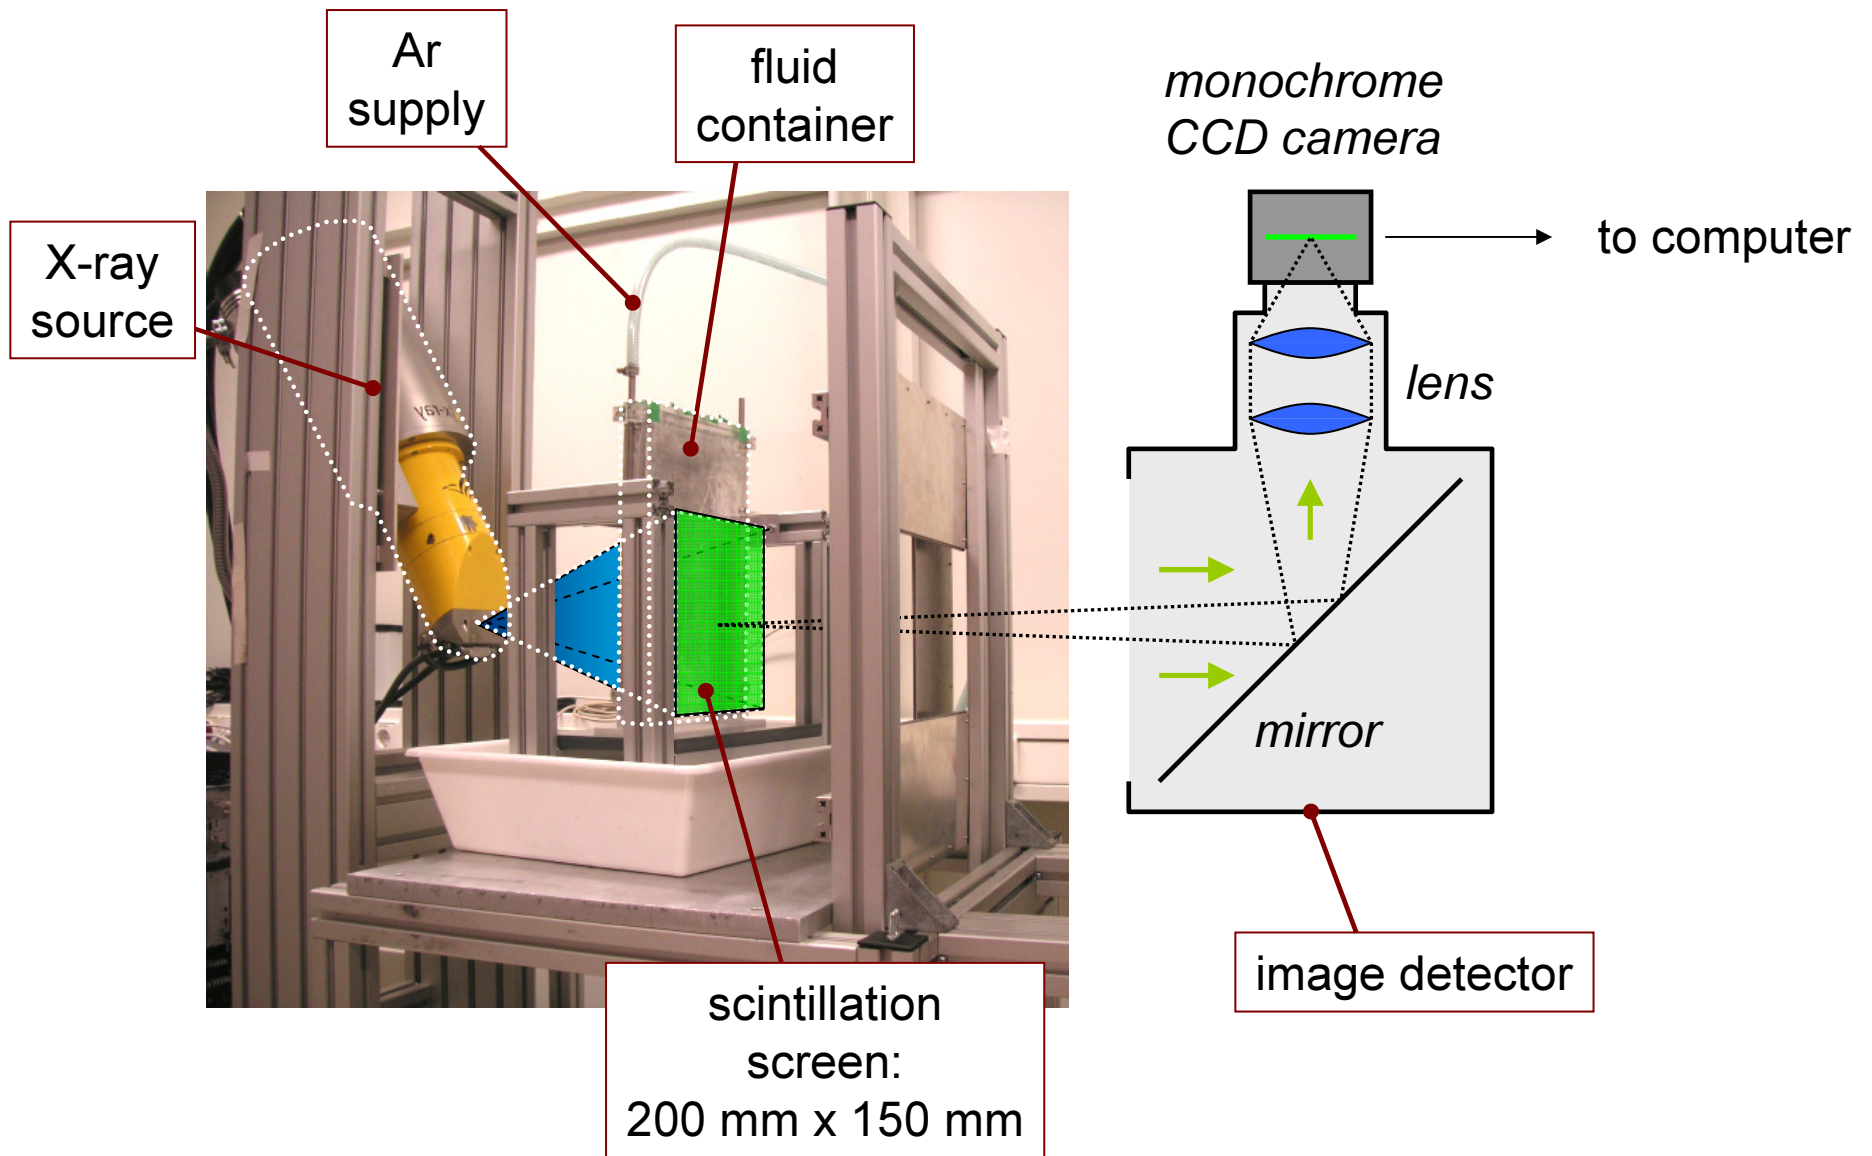 Ar
supply
fluid
container
monochrome
CCD camera
X-ray
source
to computer
x-ray
lens
mirror
image detector
scintillation
screen:
200 mm x 150 mm